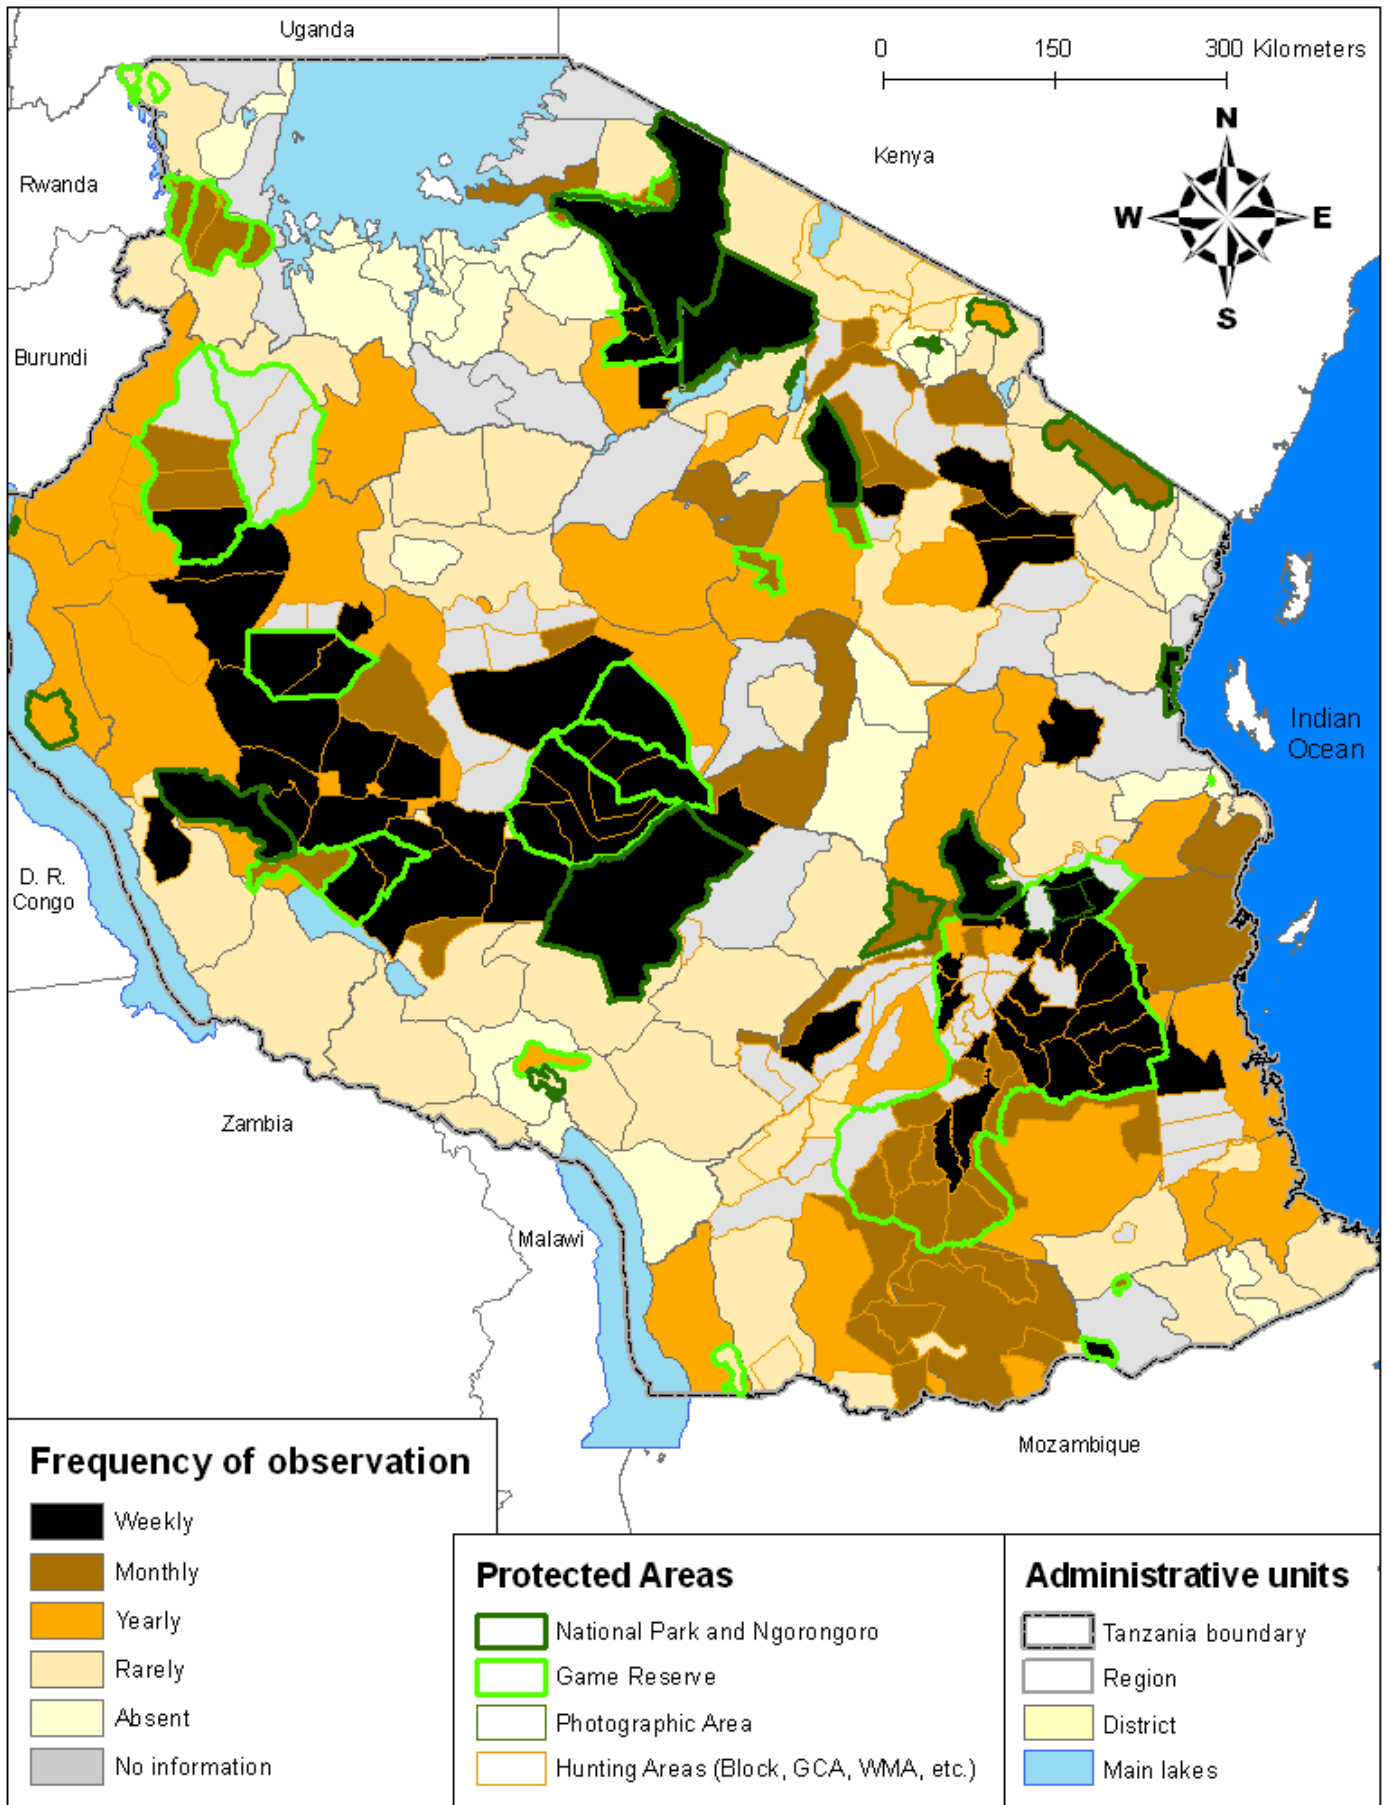 Uganda
0 150 300 Kilometers
N
Kenya
Rwanda
W E
S
Burundi
Indian
Ocean
D. R.
Congo
Zambia
Malawi
Mozambique
Frequency of observation
Weekly
Monthly
Yearly
Rarely
Absent
No information
Protected Areas
National Park and Ngorongoro
Game Reserve
Photographic Area
Hunting Areas (Block, GCA, WMA, etc.)
Administrative units
Tanzania boundary
Region
District
Main lakes